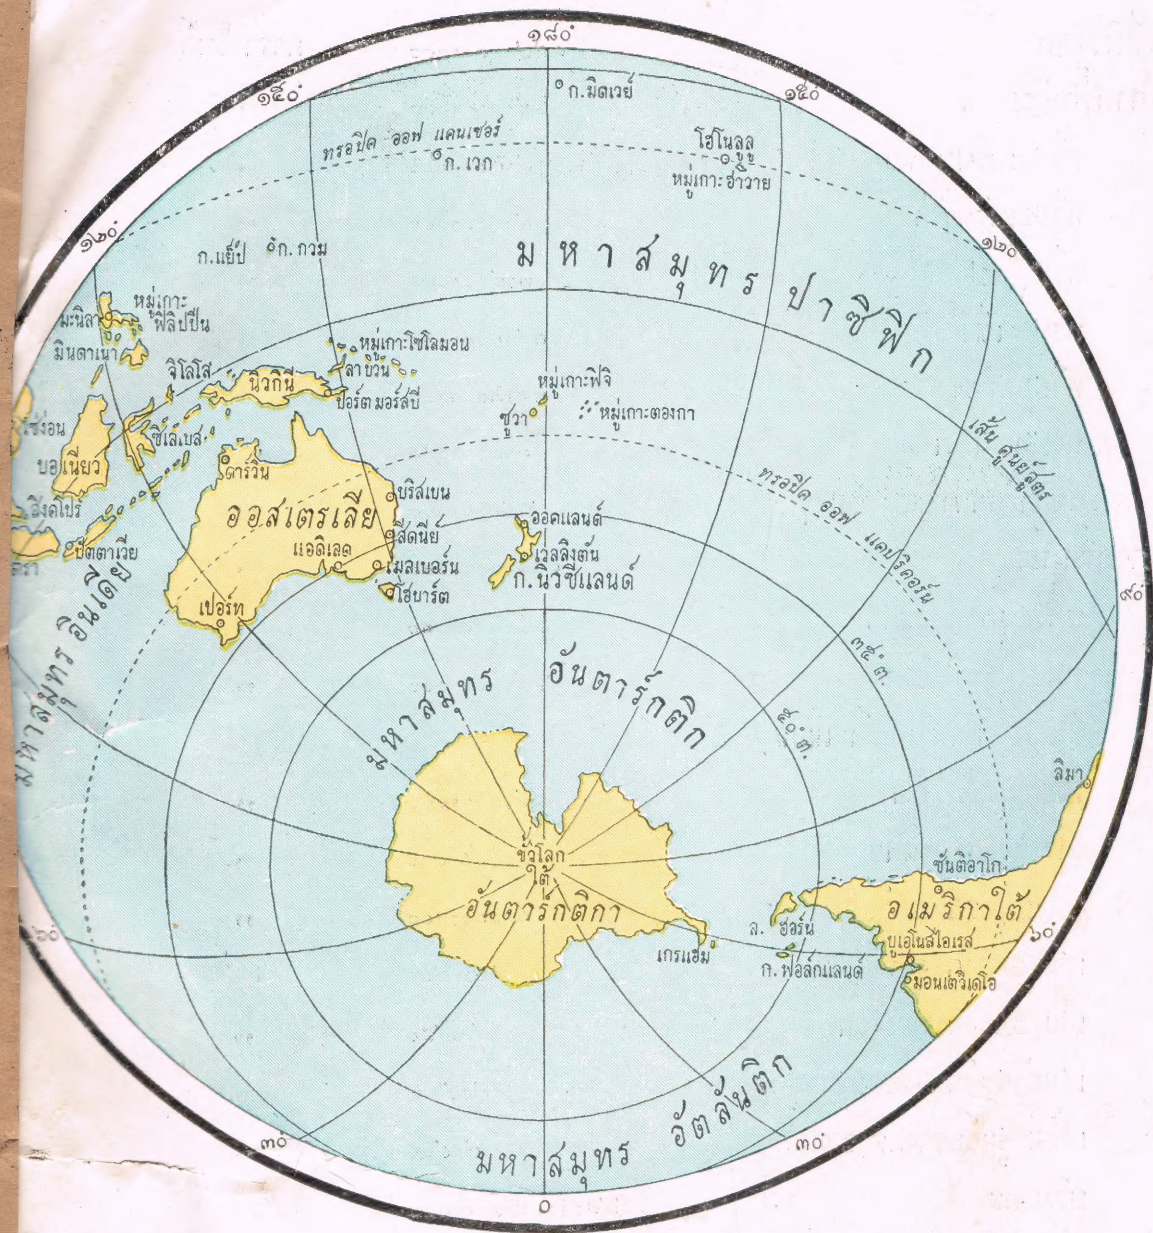 ๑๘๐°
๑๕๐°
๑๕๐°
ก.มิดเวย์
ทรอปิค ออฟ แคนเซอร์
ก. เวก
โฮโนลูลู
หมู่เกาะฮาวาย
๑๒๐°
๑๒๐°
ก.แย๊ป
ก. กวม
มหาสมุทรปาซิฟิก
หมู่เกาะ
ฟิลิปปีน
มะนิลา
มินดาเนา
จิโลโล
หมู่เกาะโซโลมอน
นิวกินี
ปอร์ตมอร์สบี
หมู่เกาะฟิจิ
ซูวา
หมู่เกาะตองกา
เส้นศูนย์สูตร
ไซ่ง่อน
ซิเลเบส
บอเนียว
ดาร์วิน
ทรอปิค ออฟ แคปริคอร์น
สิงคโปร์
บริสเบน
ออสเตรเลีย
สิดนีย์
แอดิเลด
ออคแลนด์
เวลลิงตัน
ก.นิวซีแลนด์
ปัตตาเวีย
ตรา
เมลเบอร์น
โฮบาร์ต
เปอร์ท
๙๐°
มหาสมุทรอินเดีย
๓๕° ต.
มหาสมุทร อันตาร์กติก
ต.
ลิมา
ขั้วโลก
ใต้
อันตาร์กติกา
ซันติอาโก
อเมริกาใต้
ล. ฮอร์น
เกรแฮม
ก.ฟอล์กแลนด์
บูเอโนสไอเรส
มอนเตวิเดโอ
๖๐°
๖๐°
๓๐°
๓๐°
มหาสมุทร อัตลันติก
๐